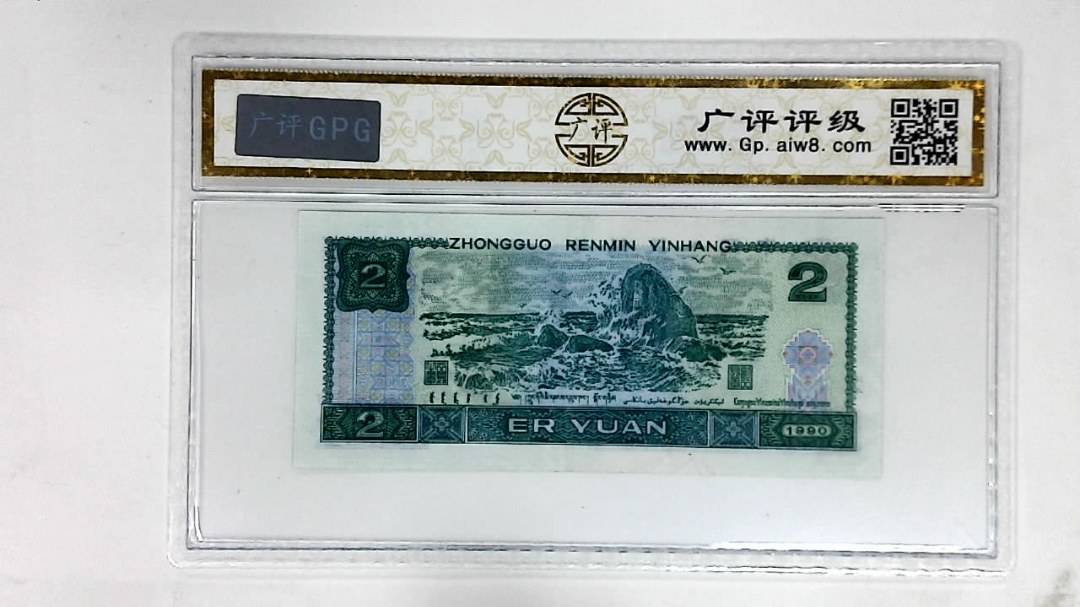 广评GPG
广评
广评评级
www.Gp.aiw8.com
ZHONGGUO RENMIN YINHANG
2
2
2
ER YUAN
1990